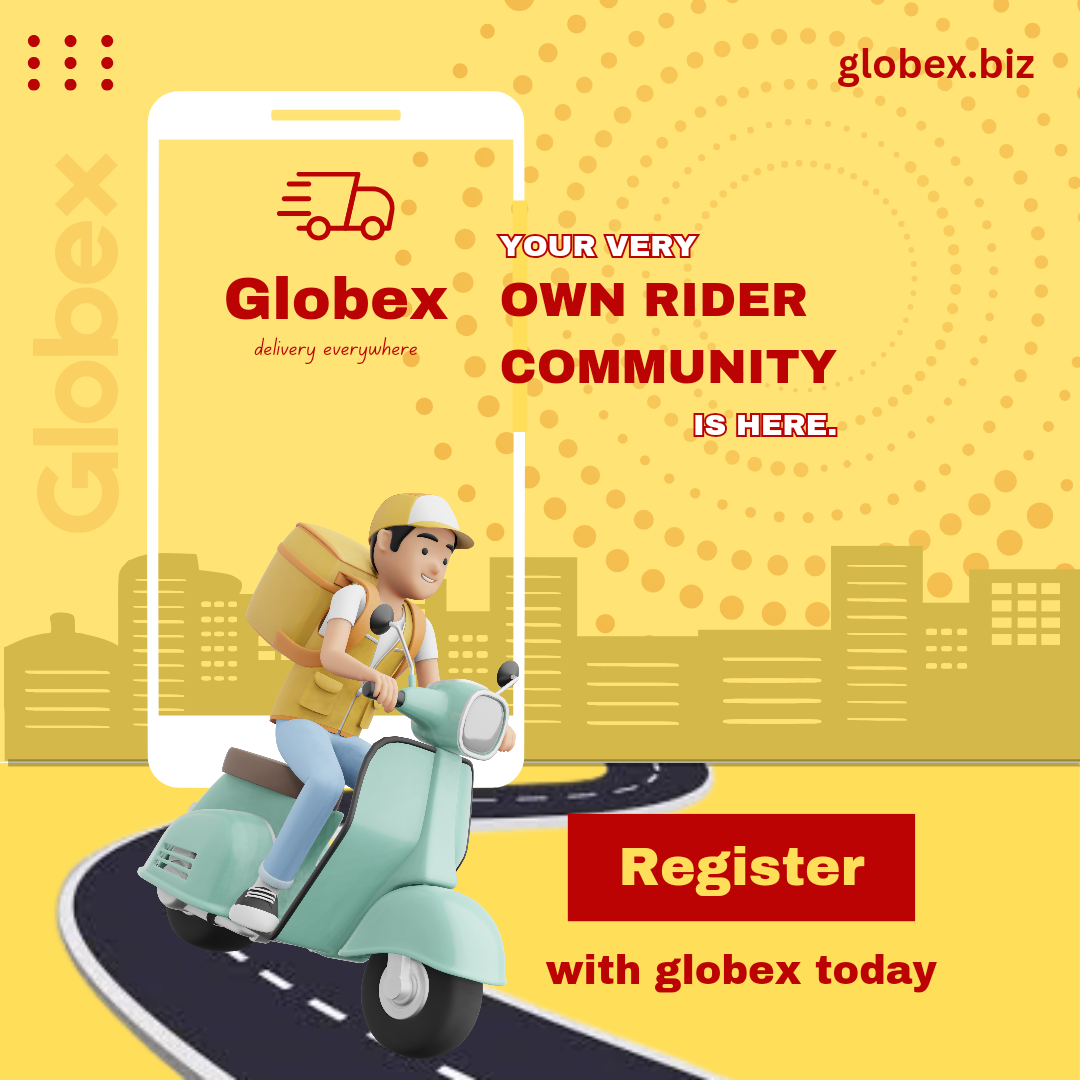 globex.biz
Globex
Globex
delivery everywhere
YOUR VERY
OWN RIDER
COMMUNITY
IS HERE.
Register
with globex today